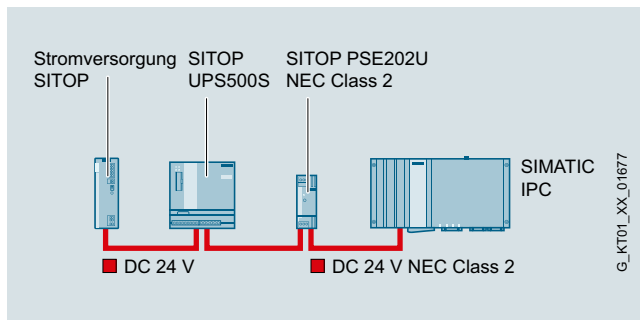 Stromversorgung
SITOP
SITOP
UPS500S
SITOP PSE202U
NEC Class 2
SIMATIC
IPC
DC 24 V
DC 24 V NEC Class 2
G_KT01_XX_01677